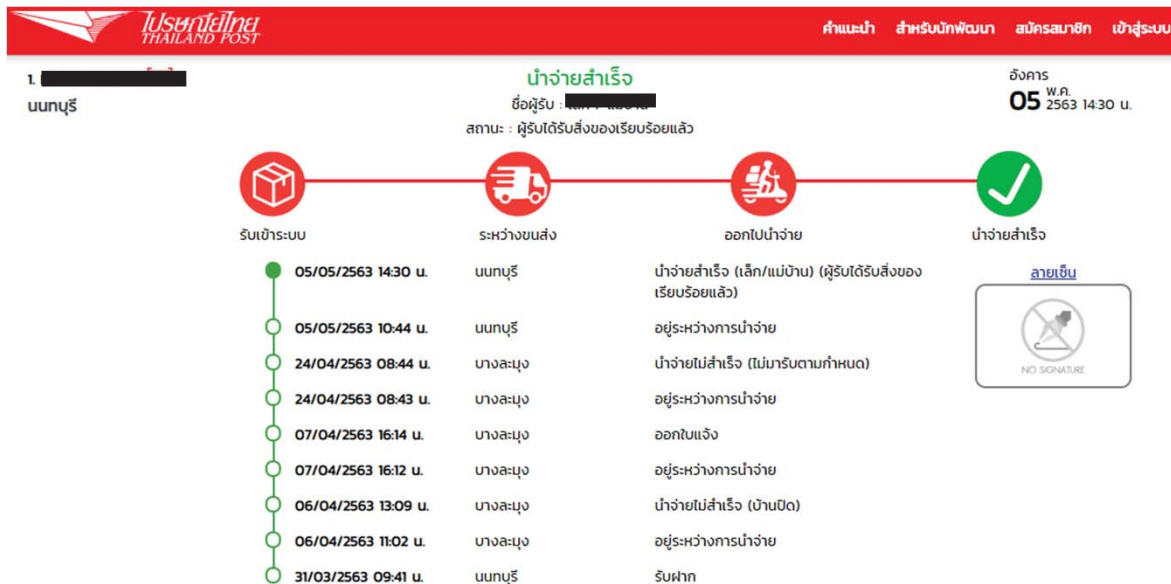 ไปรษณีย์ไทย
THAILAND POST
คำแนะนำ สำหรับนักพัฒนา สมัครสมาชิก เข้าสู่ระบบ
1.
นนทบุรี
นำจ่ายสำเร็จ
ชื่อผู้รับ :
สถานะ : ผู้รับได้รับสิ่งของเรียบร้อยแล้ว
อังคาร
05 พ.ค. 2563 14:30 น.
รับเข้าระบบ ระหว่างขนส่ง ออกไปนำจ่าย นำจ่ายสำเร็จ
05/05/2563 14:30 น. นนทบุรี นำจ่ายสำเร็จ (เล็ก/แม่บ้าน) (ผู้รับได้รับสิ่งของ
เรียบร้อยแล้ว)
05/05/2563 10:44 น. นนทบุรี อยู่ระหว่างการนำจ่าย
24/04/2563 08:44 น. บางละมุง นำจ่ายไม่สำเร็จ (ไม่มารับตามกำหนด)
24/04/2563 08:43 น. บางละมุง อยู่ระหว่างการนำจ่าย
07/04/2563 16:14 น. บางละมุง ออกใบแจ้ง
07/04/2563 16:12 น. บางละมุง อยู่ระหว่างการนำจ่าย
06/04/2563 13:09 น. บางละมุง นำจ่ายไม่สำเร็จ (บ้านปิด)
06/04/2563 11:02 น. บางละมุง อยู่ระหว่างการนำจ่าย
31/03/2563 09:41 น. นนทบุรี รับฝาก
ลายเซ็น
NO SIGNATURE